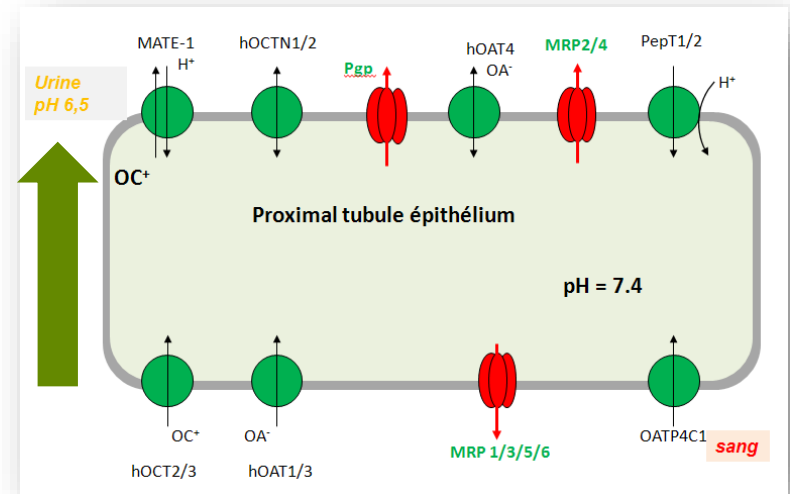 MATE-1
H⁺
hOCTN1/2
Pgp
hOAT4
OA⁻
MRP2/4
PepT1/2
H⁺
Urine
pH 6,5
OC⁺
Proximal tubule épithélium
pH = 7.4
OC⁺
hOCT2/3
OA⁻
hOAT1/3
MRP 1/3/5/6
OATP4C1
sang